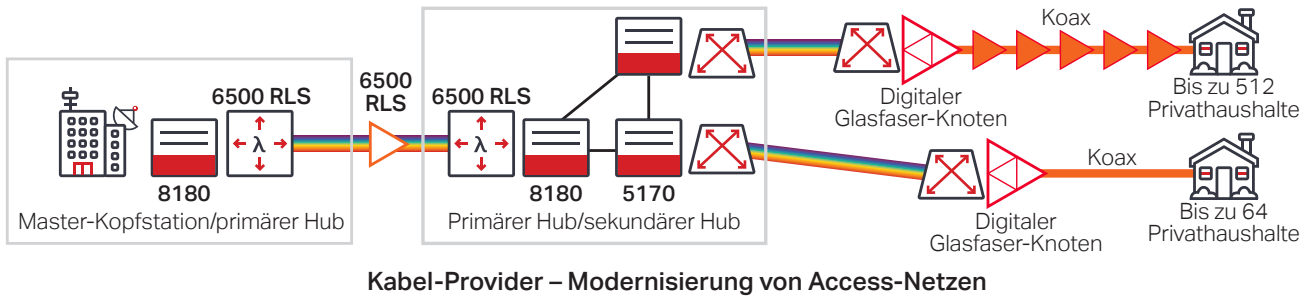 6500 RLS
λ
8180
Master-Kopfstation/primärer Hub
6500
RLS
6500 RLS
λ
8180
5170
Primärer Hub/sekundärer Hub
Digitaler
Glasfaser-Knoten
Koax
Bis zu 512
Privathaushalte
Digitaler
Glasfaser-Knoten
Koax
Bis zu 64
Privathaushalte
Kabel-Provider – Modernisierung von Access-Netzen